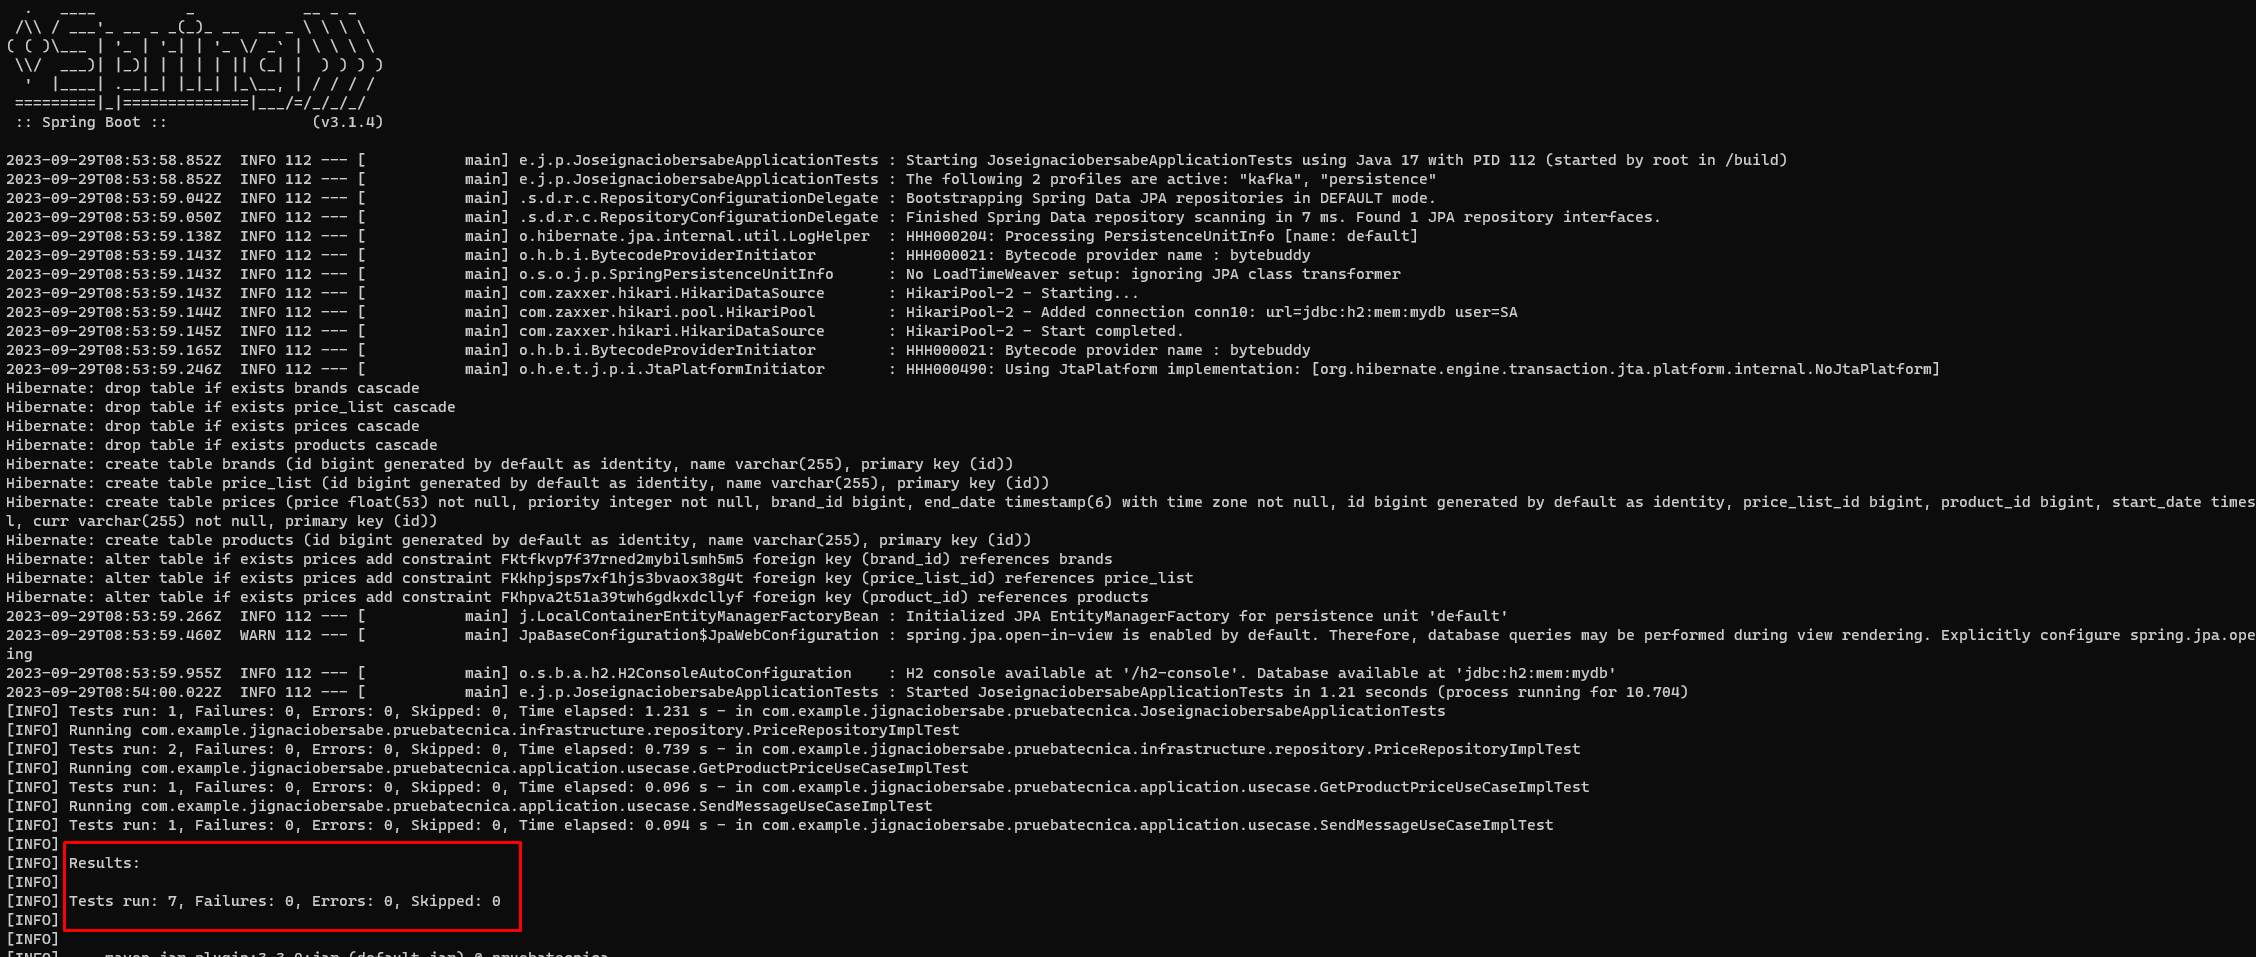 .   ____          _            __ _ _
 /\\ / ___'_ __ _ _(_)_ __  __ _ \ \ \ \
( ( )\___ | '_ | '_| | '_ \/ _` | \ \ \ \
 \\/  ___)| |_)| | | | | || (_| |  ) ) ) )
  '  |____| .__|_| |_|_| |_\__, | / / / /
 =========|_|==============|___/=/_/_/_/
 :: Spring Boot ::                (v3.1.4)
2023-09-29T08:53:58.852Z  INFO 112 --- [           main] e.j.p.JoseignaciobersabeApplicationTests : Starting JoseignaciobersabeApplicationTests using Java 17 with PID 112 (started by root in /build)
2023-09-29T08:53:58.852Z  INFO 112 --- [           main] e.j.p.JoseignaciobersabeApplicationTests : The following 2 profiles are active: "kafka", "persistence"
2023-09-29T08:53:59.042Z  INFO 112 --- [           main] .s.d.r.c.RepositoryConfigurationDelegate : Bootstrapping Spring Data JPA repositories in DEFAULT mode.
2023-09-29T08:53:59.050Z  INFO 112 --- [           main] .s.d.r.c.RepositoryConfigurationDelegate : Finished Spring Data repository scanning in 7 ms. Found 1 JPA repository interfaces.
2023-09-29T08:53:59.138Z  INFO 112 --- [           main] o.hibernate.jpa.internal.util.LogHelper  : HHH000204: Processing PersistenceUnitInfo [name: default]
2023-09-29T08:53:59.143Z  INFO 112 --- [           main] o.h.b.i.BytecodeProviderInitiator        : HHH000021: Bytecode provider name : bytebuddy
2023-09-29T08:53:59.143Z  INFO 112 --- [           main] o.s.o.j.p.SpringPersistenceUnitInfo      : No LoadTimeWeaver setup: ignoring JPA class transformer
2023-09-29T08:53:59.143Z  INFO 112 --- [           main] com.zaxxer.hikari.HikariDataSource       : HikariPool-2 - Starting...
2023-09-29T08:53:59.144Z  INFO 112 --- [           main] com.zaxxer.hikari.pool.HikariPool        : HikariPool-2 - Added connection conn10: url=jdbc:h2:mem:mydb user=SA
2023-09-29T08:53:59.145Z  INFO 112 --- [           main] com.zaxxer.hikari.HikariDataSource       : HikariPool-2 - Start completed.
2023-09-29T08:53:59.165Z  INFO 112 --- [           main] o.h.b.i.BytecodeProviderInitiator        : HHH000021: Bytecode provider name : bytebuddy
2023-09-29T08:53:59.246Z  INFO 112 --- [           main] o.h.e.t.j.p.i.JtaPlatformInitiator       : HHH000490: Using JtaPlatform implementation: [org.hibernate.engine.transaction.jta.platform.internal.NoJtaPlatform]
Hibernate: drop table if exists brands cascade
Hibernate: drop table if exists price_list cascade
Hibernate: drop table if exists prices cascade
Hibernate: drop table if exists products cascade
Hibernate: create table brands (id bigint generated by default as identity, name varchar(255), primary key (id))
Hibernate: create table price_list (id bigint generated by default as identity, name varchar(255), primary key (id))
Hibernate: create table prices (price float(53) not null, priority integer not null, brand_id bigint, end_date timestamp(6) with time zone not null, id bigint generated by default as identity, price_list_id bigint, product_id bigint, start_date times
l, curr varchar(255) not null, primary key (id))
Hibernate: create table products (id bigint generated by default as identity, name varchar(255), primary key (id))
Hibernate: alter table if exists prices add constraint FKtfkvp7f37rned2mybilsmh5m5 foreign key (brand_id) references brands
Hibernate: alter table if exists prices add constraint FKkhpjsps7xf1hjs3bvaox38g4t foreign key (price_list_id) references price_list
Hibernate: alter table if exists prices add constraint FKhpva2t51a39twh6gdkxdcllyf foreign key (product_id) references products
2023-09-29T08:53:59.266Z  INFO 112 --- [           main] j.LocalContainerEntityManagerFactoryBean : Initialized JPA EntityManagerFactory for persistence unit 'default'
2023-09-29T08:53:59.460Z  WARN 112 --- [           main] JpaBaseConfiguration$JpaWebConfiguration : spring.jpa.open-in-view is enabled by default. Therefore, database queries may be performed during view rendering. Explicitly configure spring.jpa.ope
ing
2023-09-29T08:53:59.955Z  INFO 112 --- [           main] o.s.b.a.h2.H2ConsoleAutoConfiguration    : H2 console available at '/h2-console'. Database available at 'jdbc:h2:mem:mydb'
2023-09-29T08:54:00.022Z  INFO 112 --- [           main] e.j.p.JoseignaciobersabeApplicationTests : Started JoseignaciobersabeApplicationTests in 1.21 seconds (process running for 10.704)
[INFO] Tests run: 1, Failures: 0, Errors: 0, Skipped: 0, Time elapsed: 1.231 s - in com.example.jignaciobersabe.pruebatecnica.JoseignaciobersabeApplicationTests
[INFO] Running com.example.jignaciobersabe.pruebatecnica.infrastructure.repository.PriceRepositoryImplTest
[INFO] Tests run: 2, Failures: 0, Errors: 0, Skipped: 0, Time elapsed: 0.739 s - in com.example.jignaciobersabe.pruebatecnica.infrastructure.repository.PriceRepositoryImplTest
[INFO] Running com.example.jignaciobersabe.pruebatecnica.application.usecase.GetProductPriceUseCaseImplTest
[INFO] Tests run: 1, Failures: 0, Errors: 0, Skipped: 0, Time elapsed: 0.096 s - in com.example.jignaciobersabe.pruebatecnica.application.usecase.GetProductPriceUseCaseImplTest
[INFO] Running com.example.jignaciobersabe.pruebatecnica.application.usecase.SendMessageUseCaseImplTest
[INFO] Tests run: 1, Failures: 0, Errors: 0, Skipped: 0, Time elapsed: 0.094 s - in com.example.jignaciobersabe.pruebatecnica.application.usecase.SendMessageUseCaseImplTest
[INFO]
[INFO] Results:
[INFO]
[INFO] Tests run: 7, Failures: 0, Errors: 0, Skipped: 0
[INFO]
[INFO]
[INFO] --- maven-jar-plugin:3.3.0:jar (default-jar) @ pruebatecnica